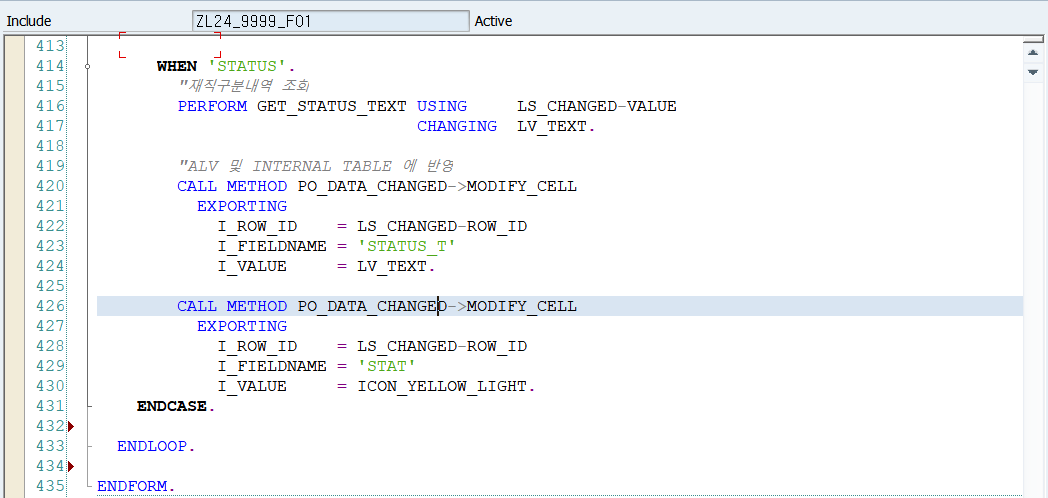 Include ZL24_9999_F01 Active
413
414 WHEN 'STATUS'.
415 "재직구분내역 조회
416 PERFORM GET_STATUS_TEXT USING LS_CHANGED-VALUE
417 CHANGING LV_TEXT.
418
419 "ALV 및 INTERNAL TABLE 에 반영
420 CALL METHOD PO_DATA_CHANGED->MODIFY_CELL
421 EXPORTING
422 I_ROW_ID = LS_CHANGED-ROW_ID
423 I_FIELDNAME = 'STATUS_T'
424 I_VALUE = LV_TEXT.
425
426 CALL METHOD PO_DATA_CHANGED->MODIFY_CELL
427 EXPORTING
428 I_ROW_ID = LS_CHANGED-ROW_ID
429 I_FIELDNAME = 'STAT'
430 I_VALUE = ICON_YELLOW_LIGHT.
431 ENDCASE.
432
433 ENDLOOP.
434
435 ENDFORM.